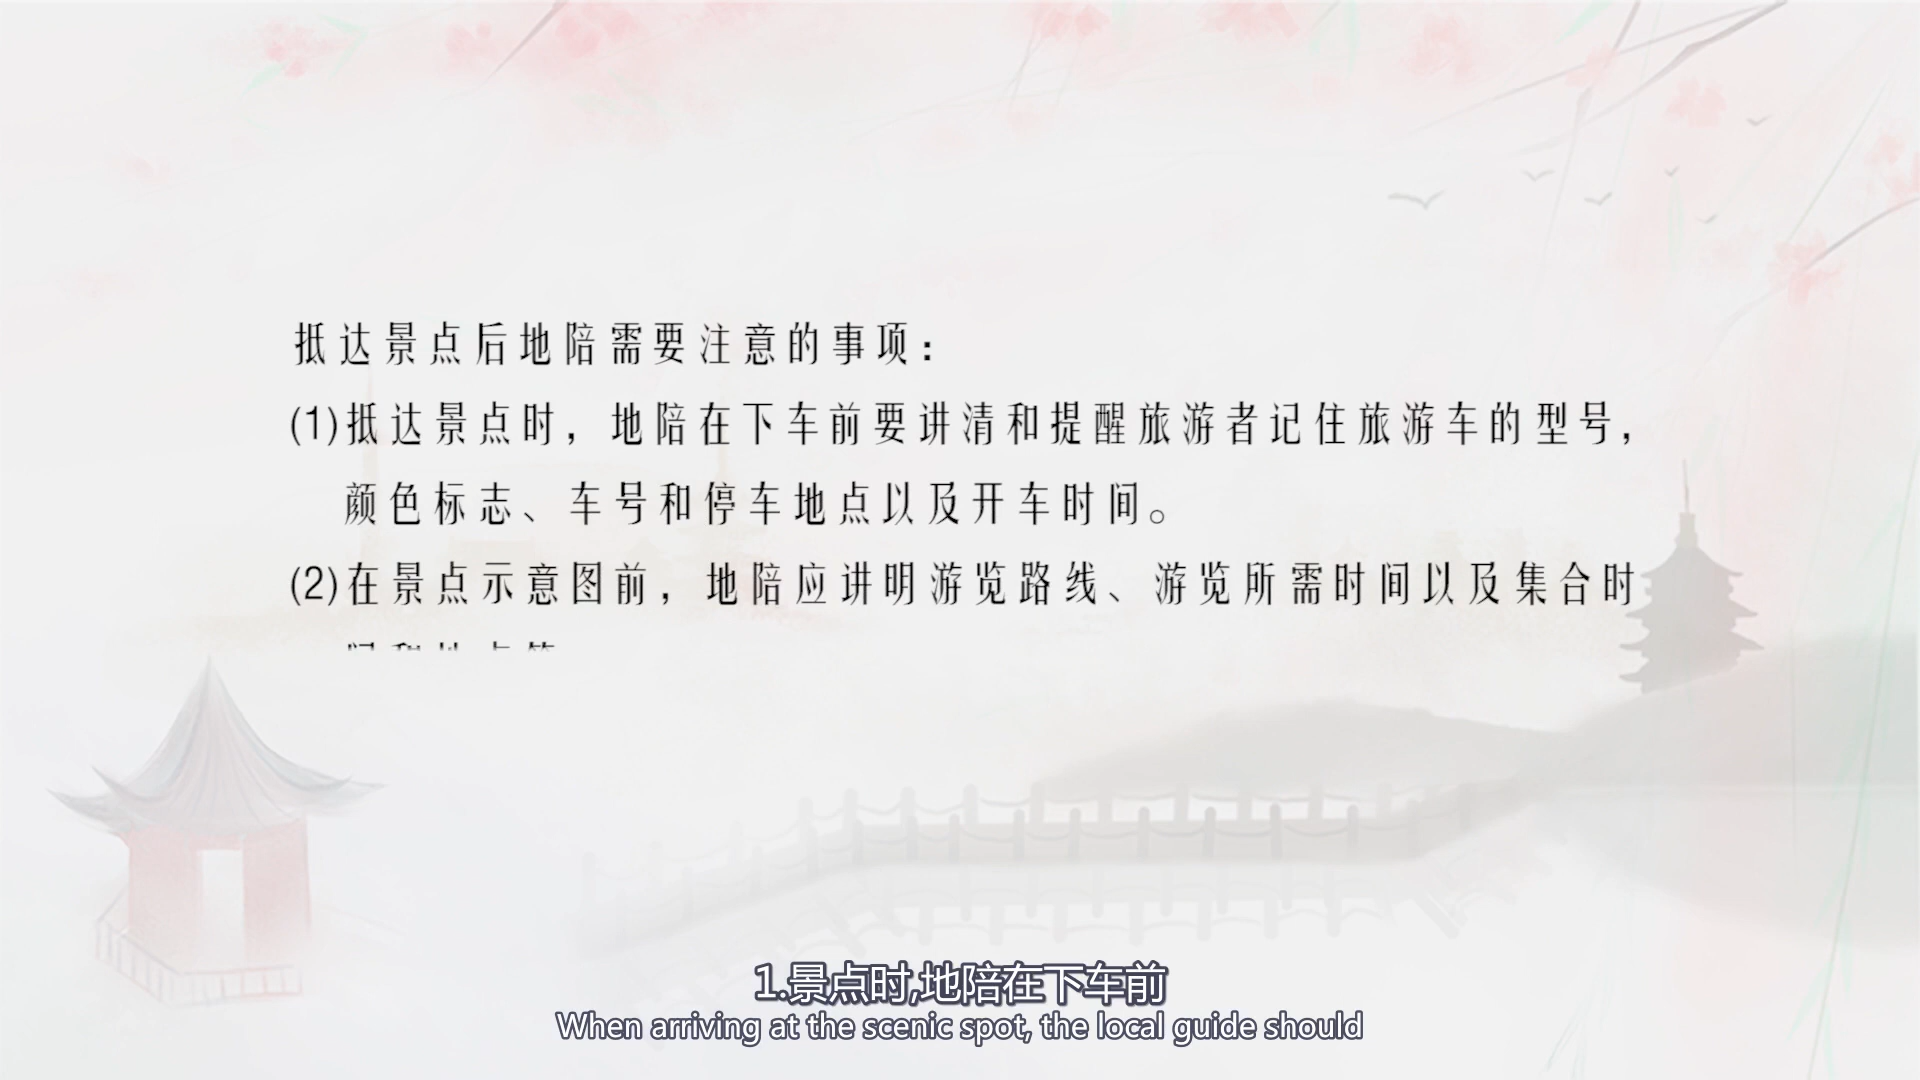 抵达景点后地陪需要注意的事项：
(1)抵达景点时，地陪在下车前要讲清和提醒旅游者记住旅游车的型号，
颜色标志、车号和停车地点以及开车时间。
(2)在景点示意图前，地陪应讲明游览路线、游览所需时间以及集合时
1.景点时,地陪在下车前
When arriving at the scenic spot, the local guide should